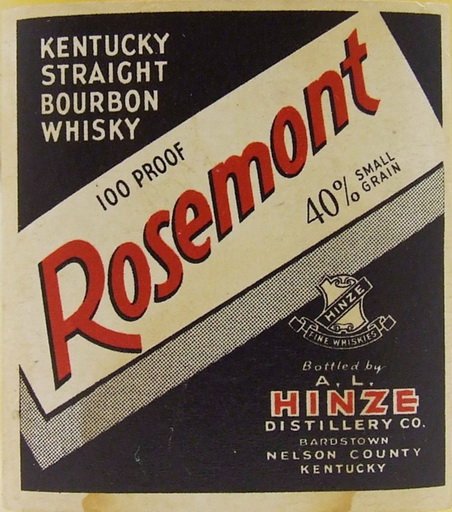 KENTUCKY
STRAIGHT
BOURBON
WHISKY
100 PROOF
Rosemont
40% SMALL
GRAIN
HINZE
FINE WHISKIES
Bottled by
A. L.
HINZE
DISTILLERY CO.
BARDSTOWN
NELSON COUNTY
KENTUCKY